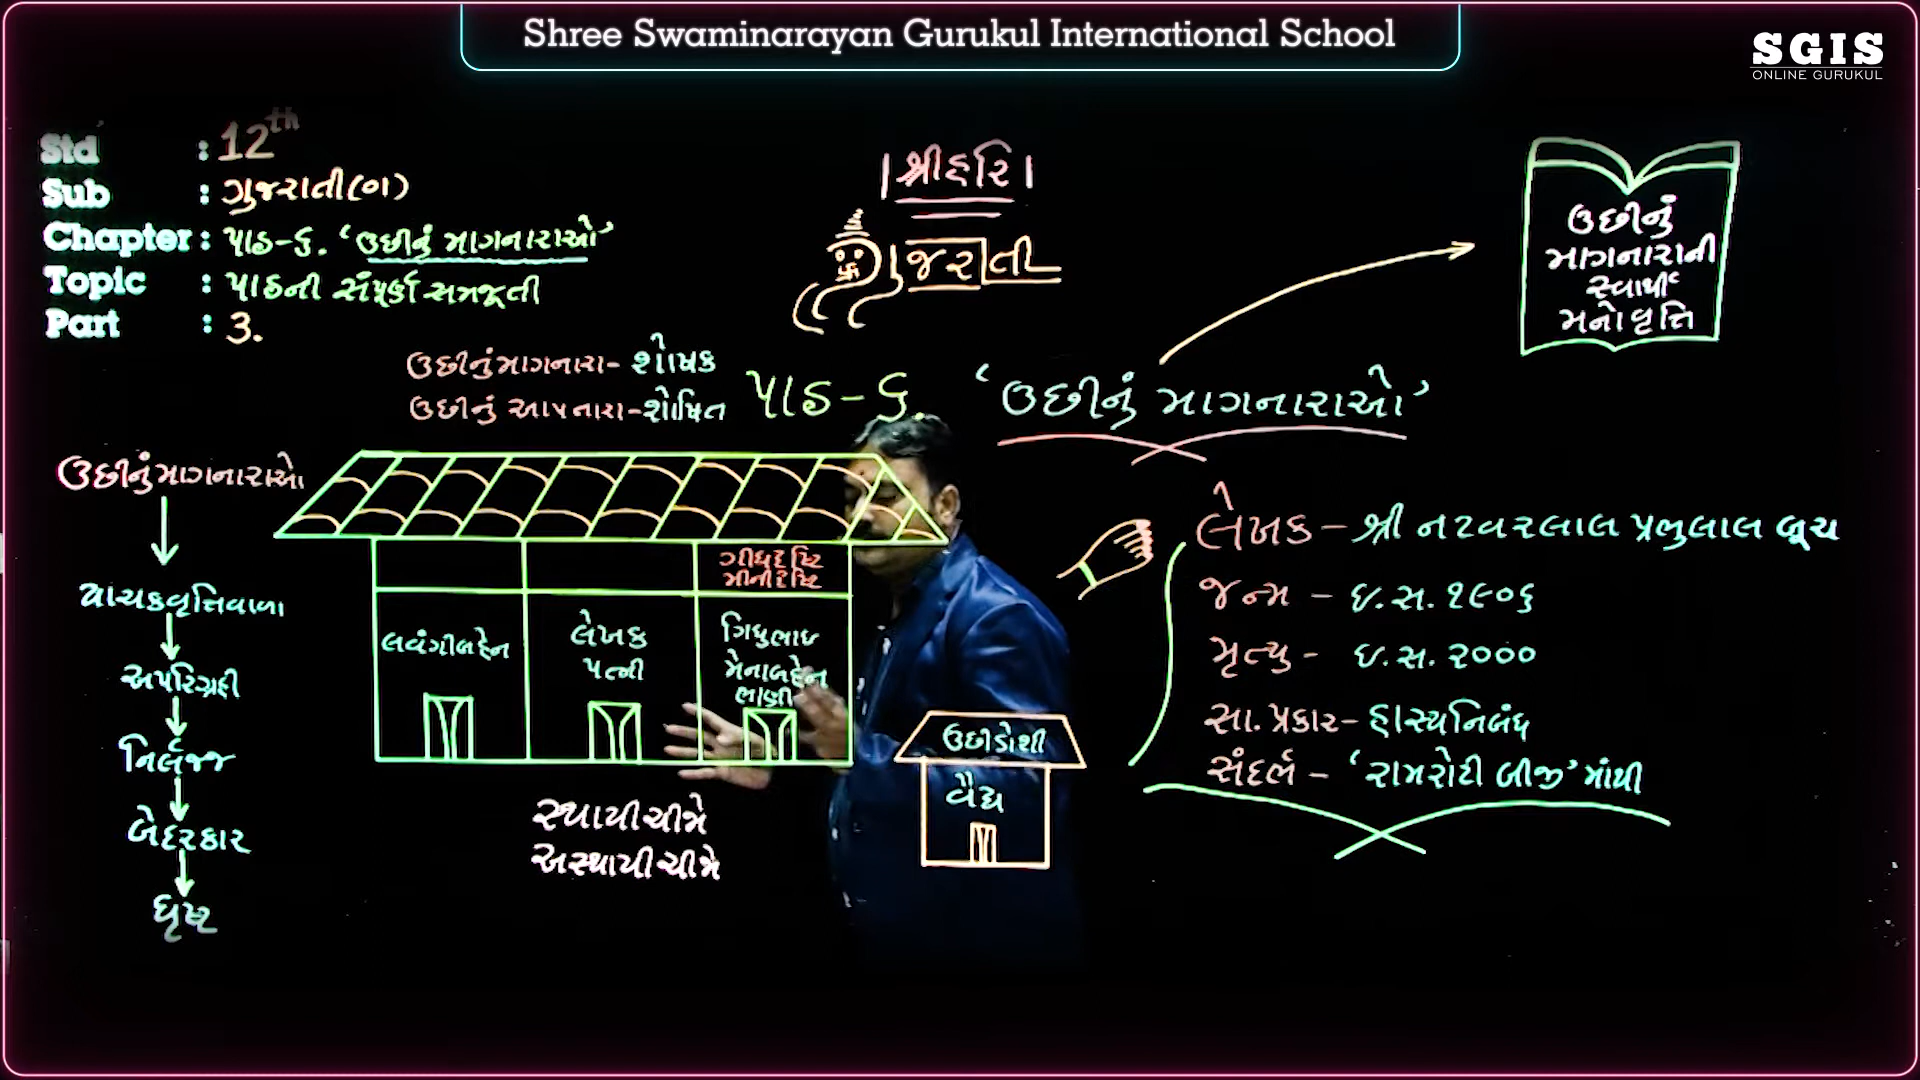 Shree Swaminarayan Gurukul International School
SGIS
ONLINE GURUKUL
Std : 12th
Sub : ગુજરાતી(૦૧)
Chapter : પાઠ-૬. ‘ઉછીનું માગનારાઓ’
Topic : પાઠની સંપૂર્ણ સમજૂતી
Part : 3.
|શ્રીહરિ|
ગુજરાતી
ઉછીનું
માગનારાની
સ્વાર્થી
મનોવૃત્તિ
ઉછીનુંમાગનારા- શોષક
ઉછીનું આપનારા-શોષિત
પાઠ-૬. ‘ઉછીનું માગનારાઓ’
ઉછીનુંમાગનારાઓ
યાચકવૃત્તિવાળા
અપરિગ્રહી
નિર્લજ્જ
બેદરકાર
ધૃષ્ટ
ગીધદૃષ્ટિ
મીનીદૃષ્ટિ
લવંગીબહેન
લેખક
પત્ની
ગિધુભાઇ
મેનાબહેન
ભાણી
સ્થાયીચીજો
અસ્થાયીચીજો
ઉછીડોશી
વૈદ્ય
લેખક - શ્રી નટવરલાલ પ્રભુલાલ બૂચ
જન્મ - ઇ.સ. ૧૯૦૬
મૃત્યુ - ઇ.સ. ૨૦૦૦
સા. પ્રકાર- હાસ્યનિબંધ
સંદર્ભ - ‘રામરોટી બીજી’ માંથી